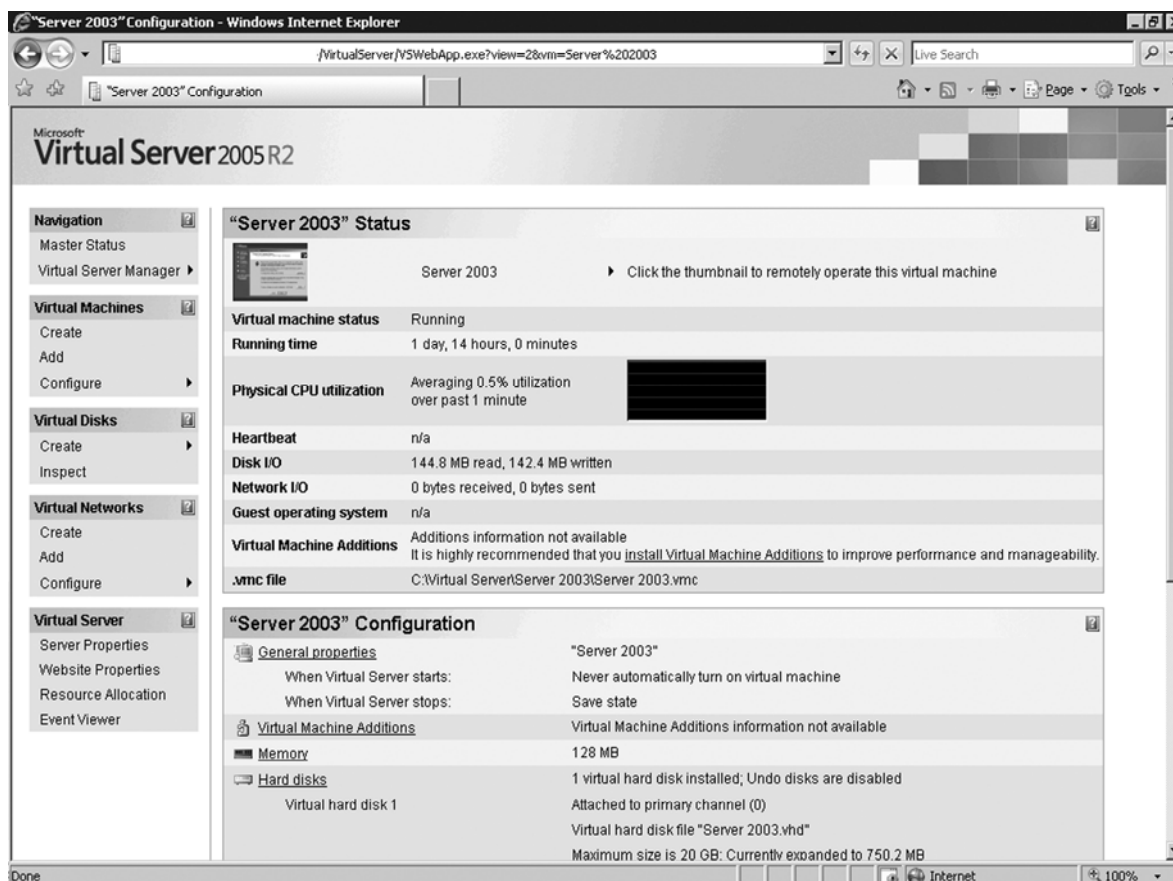 "Server 2003" Configuration - Windows Internet Explorer
/VirtualServer/VSWebApp.exe?view=2&vm=Server%202003
Live Search
"Server 2003" Configuration
Page
Tools
Microsoft
Virtual Server 2005 R2
Navigation
Master Status
Virtual Server Manager
Virtual Machines
Create
Add
Configure
Virtual Disks
Create
Inspect
Virtual Networks
Create
Add
Configure
Virtual Server
Server Properties
Website Properties
Resource Allocation
Event Viewer
"Server 2003" Status
Server 2003 Click the thumbnail to remotely operate this virtual machine
Virtual machine status Running
Running time 1 day, 14 hours, 0 minutes
Physical CPU utilization Averaging 0.5% utilization
over past 1 minute
Heartbeat n/a
Disk I/O 144.8 MB read, 142.4 MB written
Network I/O 0 bytes received, 0 bytes sent
Guest operating system n/a
Virtual Machine Additions Additions information not available
It is highly recommended that you install Virtual Machine Additions to improve performance and manageability.
.vmc file C:\Virtual Server\Server 2003\Server 2003.vmc
"Server 2003" Configuration
General properties "Server 2003"
When Virtual Server starts: Never automatically turn on virtual machine
When Virtual Server stops: Save state
Virtual Machine Additions Virtual Machine Additions information not available
Memory 128 MB
Hard disks 1 virtual hard disk installed; Undo disks are disabled
Virtual hard disk 1 Attached to primary channel (0)
Virtual hard disk file "Server 2003.vhd"
Maximum size is 20 GB; Currently expanded to 750.2 MB
Done
Internet
100%